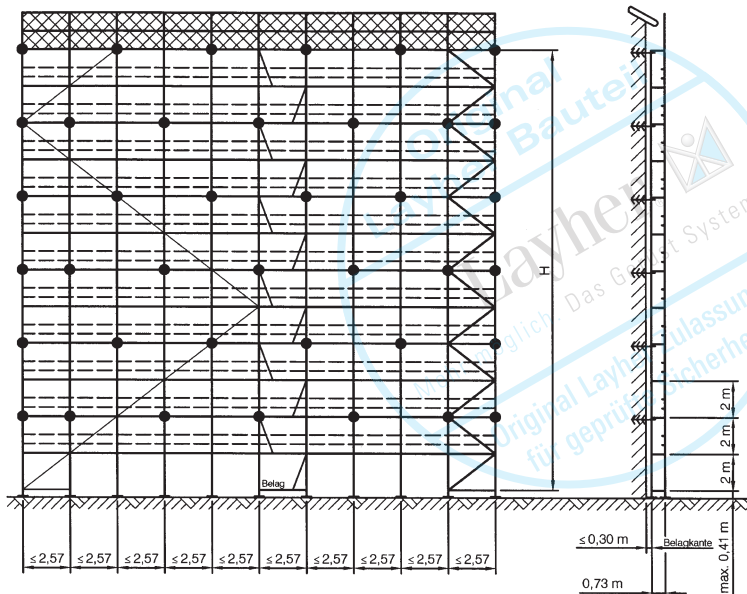 Original
Layher Bauteil
Layher
Mehr möglich. Das Gerüst System
Original Layher Zulassung
für geprüfte Sicherheit
H
Belag
2 m
2 m
2 m
≤ 2,57
≤ 2,57
≤ 2,57
≤ 2,57
≤ 2,57
≤ 2,57
≤ 2,57
≤ 2,57
≤ 2,57
≤ 2,57
≤ 0,30 m
Belagkante
max. 0,41 m
0,73 m